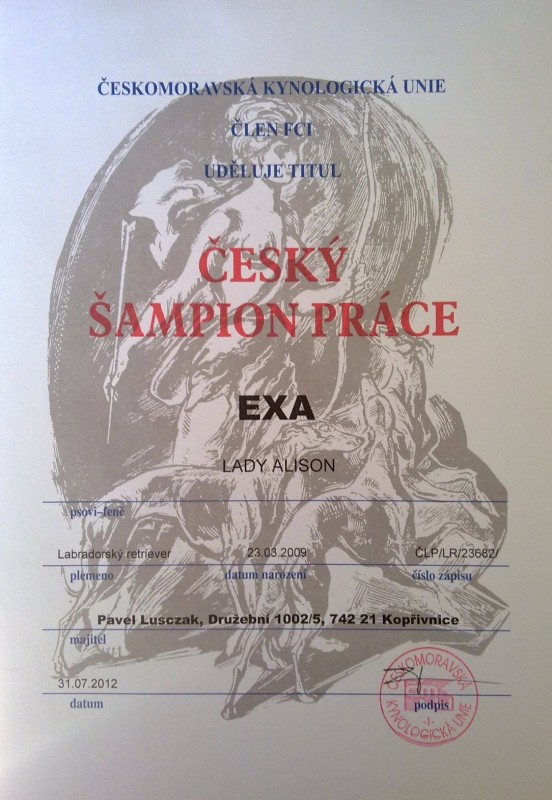 ČESKOMORAVSKÁ KYNOLOGICKÁ UNIE
ČLEN FCI
UDĚLUJE TITUL
ČESKÝ
ŠAMPION PRÁCE
EXA
LADY ALISON
psovi–feně
Labradorský retriever 23.03.2009 ČLP/LR/23682/
plemeno datum narození číslo zápisu
Pavel Lusczak, Družební 1002/5, 742 21 Kopřivnice
majitel
31.07.2012
datum podpis
ČESKOMORAVSKÁ
KYNOLOGICKÁ UNIE
-1-